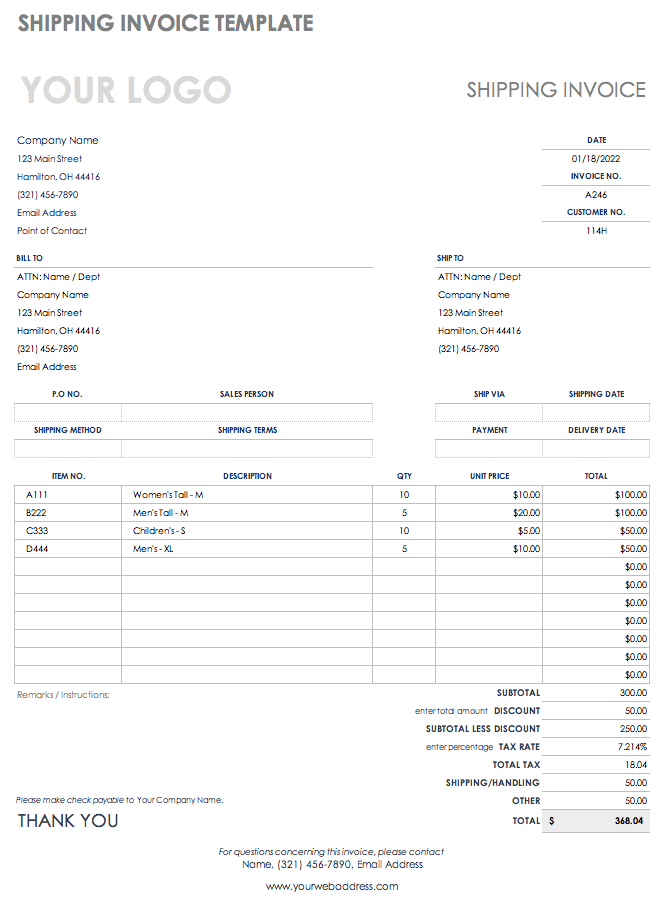 SHIPPING INVOICE TEMPLATE
YOUR LOGO
SHIPPING INVOICE
Company Name
123 Main Street
Hamilton, OH 44416
(321) 456-7890
Email Address
Point of Contact
DATE
01/18/2022
INVOICE NO.
A246
CUSTOMER NO.
114H
BILL TO
ATTN: Name / Dept
Company Name
123 Main Street
Hamilton, OH 44416
(321) 456-7890
Email Address
SHIP TO
ATTN: Name / Dept
Company Name
123 Main Street
Hamilton, OH 44416
(321) 456-7890
P.O NO. SALES PERSON SHIP VIA SHIPPING DATE
SHIPPING METHOD SHIPPING TERMS PAYMENT DELIVERY DATE
ITEM NO. DESCRIPTION QTY UNIT PRICE TOTAL
A111 Women's Tall - M 10 $10.00 $100.00
B222 Men's Tall - M 5 $20.00 $100.00
C333 Children's - S 10 $5.00 $50.00
D444 Men's - XL 5 $10.00 $50.00
$0.00
$0.00
$0.00
$0.00
$0.00
$0.00
$0.00
Remarks / Instructions:
SUBTOTAL 300.00
enter total amount DISCOUNT 50.00
SUBTOTAL LESS DISCOUNT 250.00
enter percentage TAX RATE 7.214%
TOTAL TAX 18.04
SHIPPING/HANDLING 50.00
Please make check payable to Your Company Name.
OTHER 50.00
THANK YOU
TOTAL $ 368.04
For questions concerning this invoice, please contact
Name, (321) 456-7890, Email Address
www.yourwebaddress.com